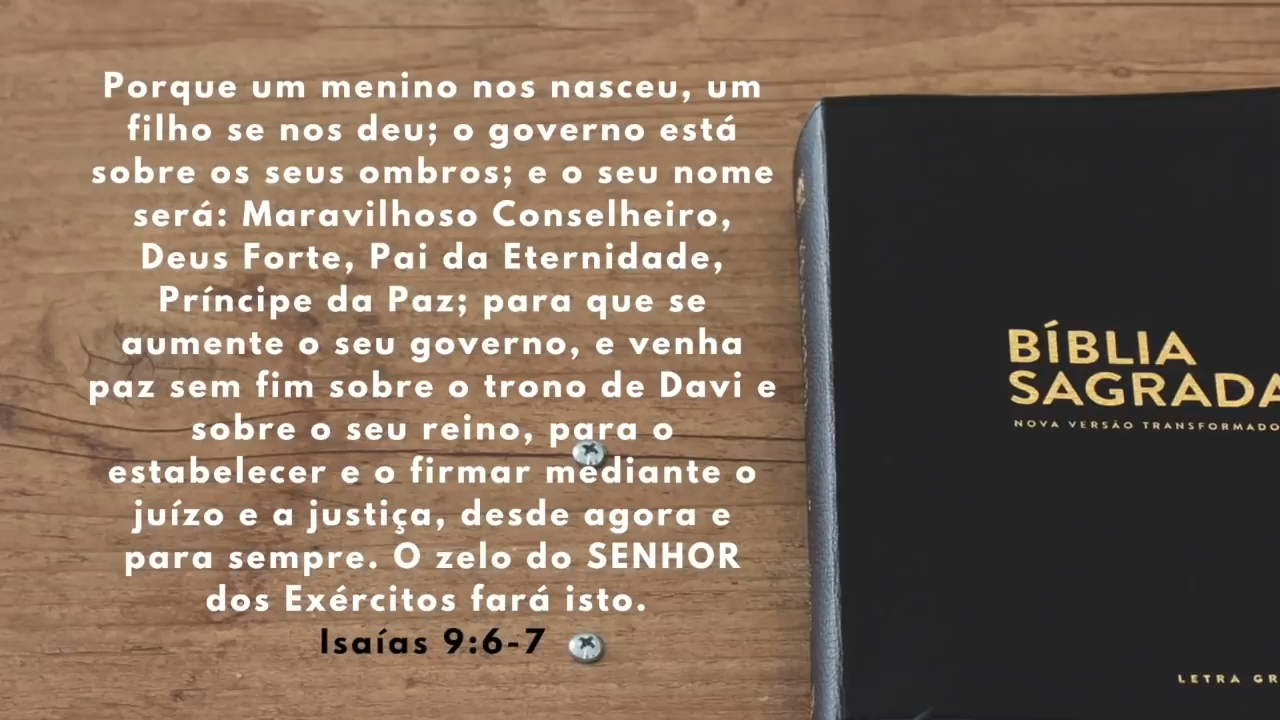 Porque um menino nos nasceu, um
filho se nos deu; o governo está
sobre os seus ombros; e o seu nome
será: Maravilhoso Conselheiro,
Deus Forte, Pai da Eternidade,
Príncipe da Paz; para que se
aumente o seu governo, e venha
paz sem fim sobre o trono de Davi e
sobre o seu reino, para o
estabelecer e o firmar mediante o
juízo e a justiça, desde agora e
para sempre. O zelo do SENHOR
dos Exércitos fará isto.
Isaías 9:6-7
BÍBLIA
SAGRADA
NOVA VERSÃO TRANSFORMADO
LETRA GR